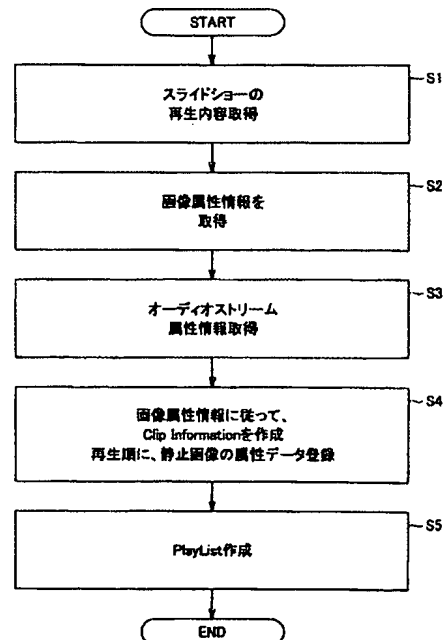 START
S1
スライドショーの
再生内容取得
S2
画像属性情報を
取得
S3
オーディオストリーム
属性情報取得
S4
画像属性情報に従って、
Clip Informationを作成
再生順に、静止画像の属性データ登録
S5
PlayList作成
END